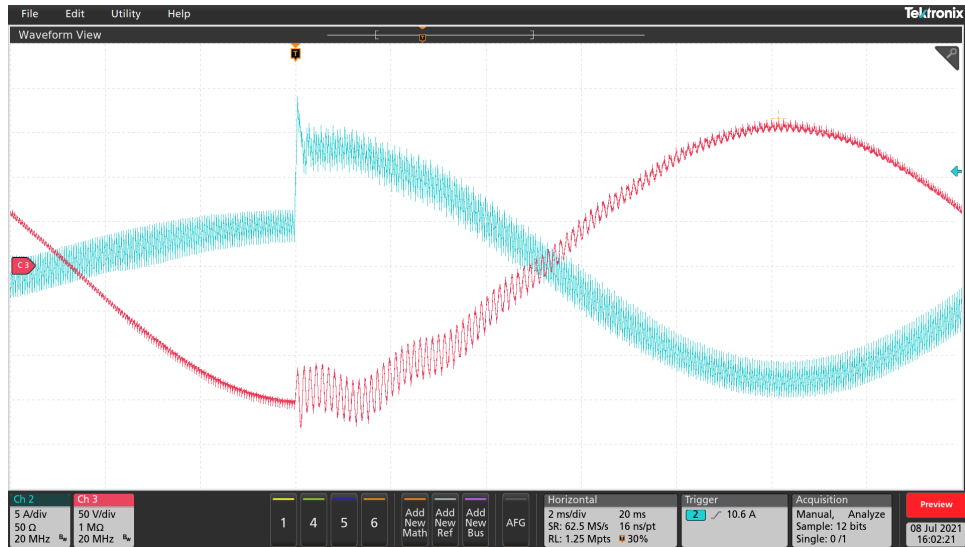 File Edit Utility Help
Tektronix
Waveform View
T
T
C 3
Ch 2
5 A/div
50 Ω
20 MHz Bw
Ch 3
50 V/div
1 MΩ
20 MHz Bw
1
4
5
6
Add
New
Math
Add
New
Ref
Add
New
Bus
AFG
Horizontal
2 ms/div 20 ms
SR: 62.5 MS/s 16 ns/pt
RL: 1.25 Mpts 30%
Trigger
2 10.6 A
Acquisition
Manual, Analyze
Sample: 12 bits
Single: 0 /1
Preview
08 Jul 2021
16:02:21